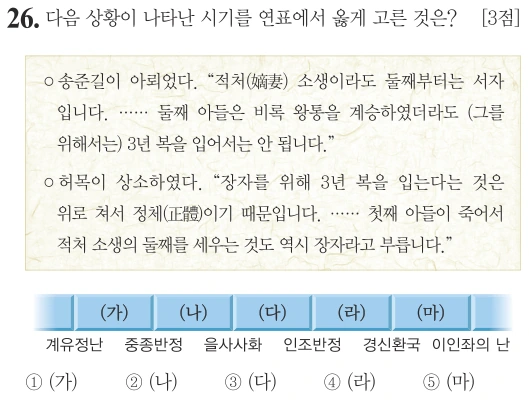 26. 다음 상황이 나타난 시기를 연표에서 옳게 고른 것은? [3점]
○ 송준길이 아뢰었다. “적처(嫡妻) 소생이라도 둘째부터는 서자
입니다. …… 둘째 아들은 비록 왕통을 계승하였더라도 (그를
위해서는) 3년 복을 입어서는 안 됩니다.”
○ 허목이 상소하였다. “장자를 위해 3년 복을 입는다는 것은
위로 쳐서 정체(正體)이기 때문입니다. …… 첫째 아들이 죽어서
적처 소생의 둘째를 세우는 것도 역시 장자라고 부릅니다.”
(가) (나) (다) (라) (마)
계유정난 중종반정 을사사화 인조반정 경신환국 이인좌의 난
① (가) ② (나) ③ (다) ④ (라) ⑤ (마)